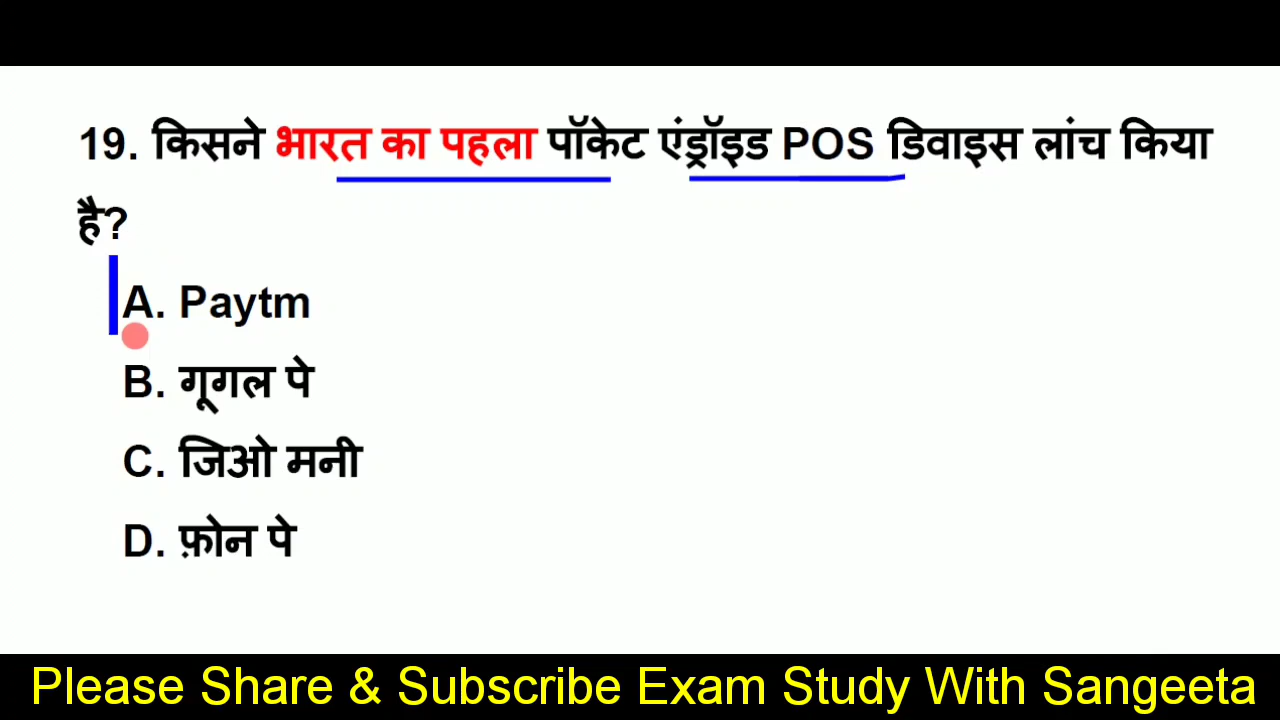 19. किसने भारत का पहला पॉकेट एंड्रॉइड POS डिवाइस लांच किया
है?
A. Paytm
B. गूगल पे
C. जिओ मनी
D. फ़ोन पे
Please Share & Subscribe Exam Study With Sangeeta